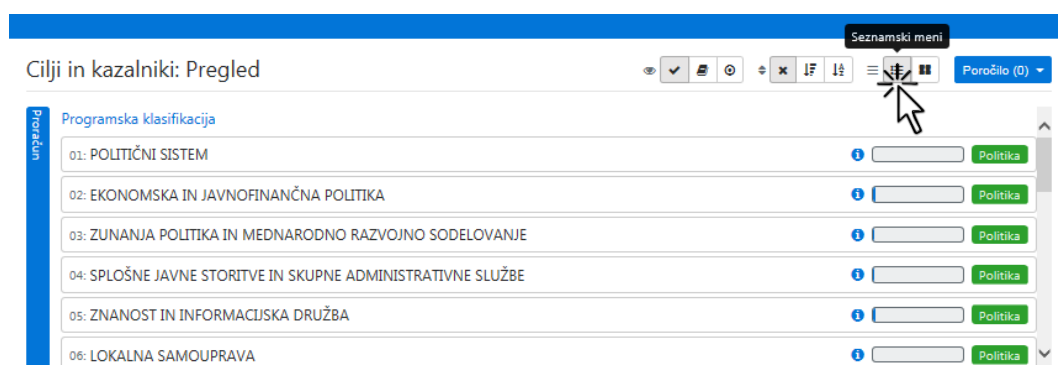 Seznamski meni
Cilji in kazalniki: Pregled
Poročilo (0)
Proračun
Programska klasifikacija
01: POLITIČNI SISTEM
Politika
02: EKONOMSKA IN JAVNOFINANČNA POLITIKA
Politika
03: ZUNANJA POLITIKA IN MEDNARODNO RAZVOJNO SODELOVANJE
Politika
04: SPLOŠNE JAVNE STORITVE IN SKUPNE ADMINISTRATIVNE SLUŽBE
Politika
05: ZNANOST IN INFORMACIJSKA DRUŽBA
Politika
06: LOKALNA SAMOUPRAVA
Politika